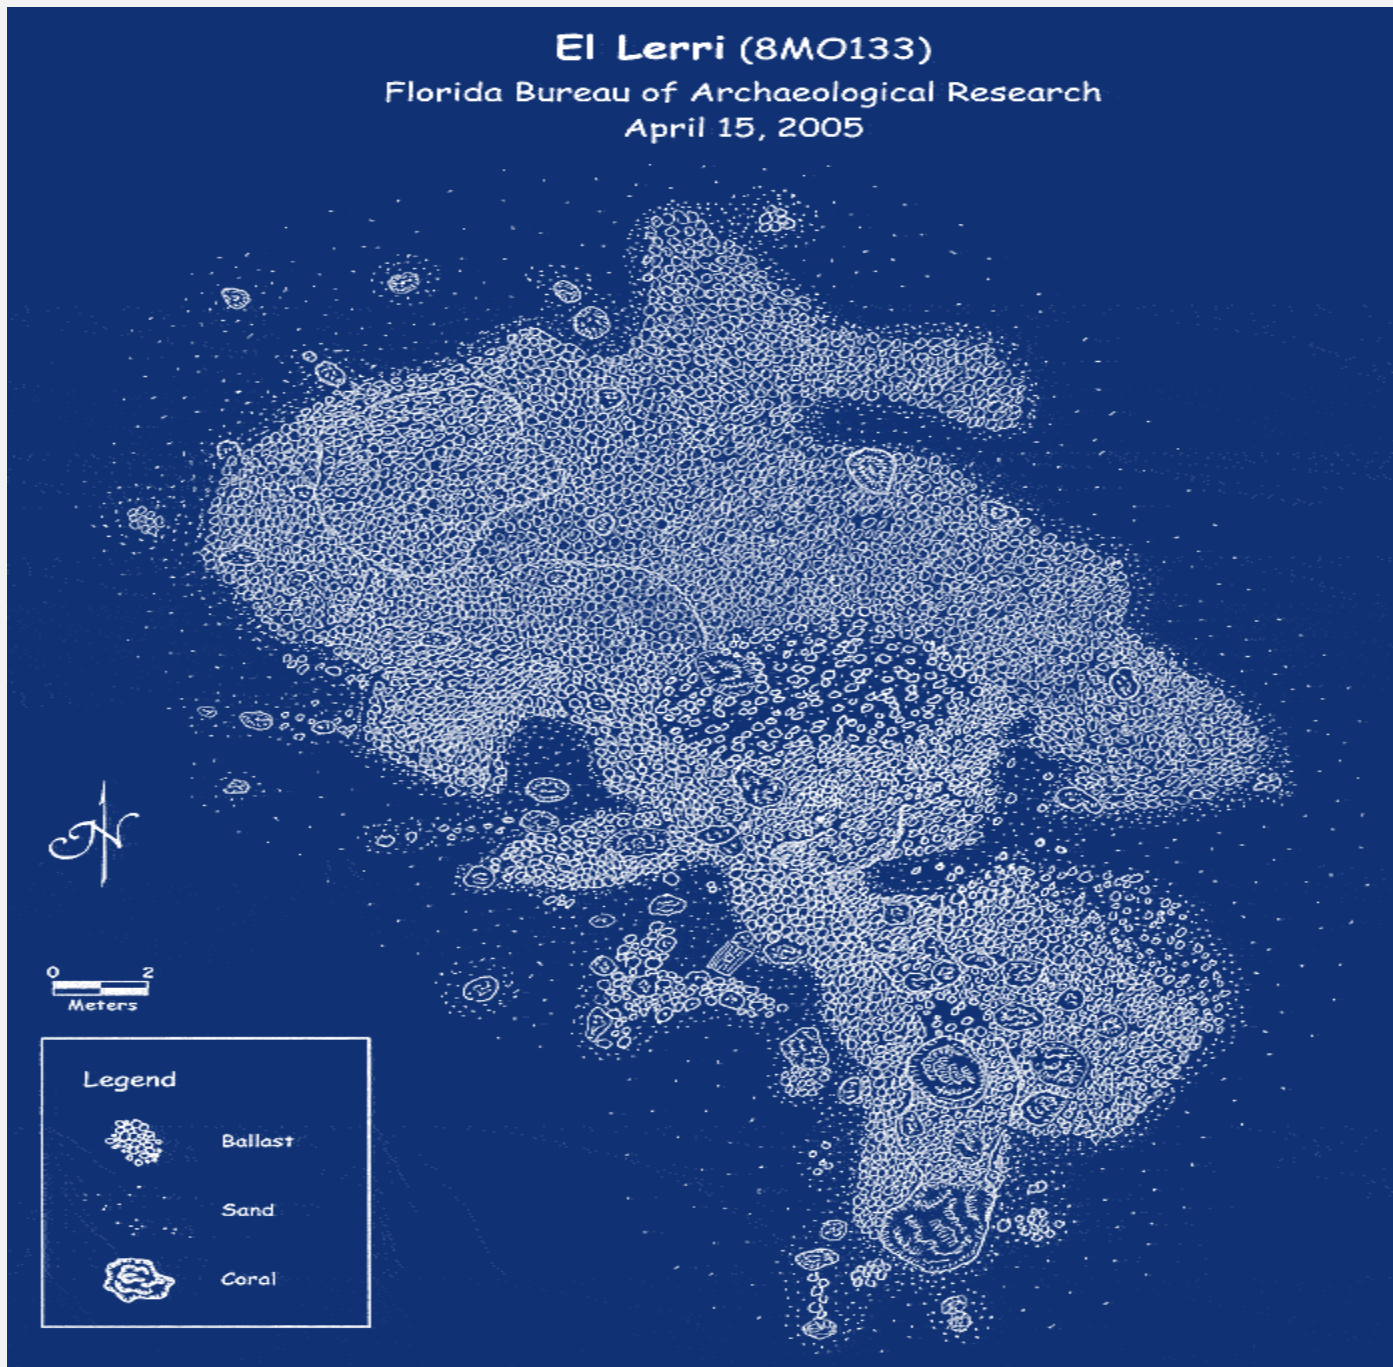 El Lerri (8MO133)
Florida Bureau of Archaeological Research
April 15, 2005
N
0 2
Meters
Legend
Ballast
Sand
Coral